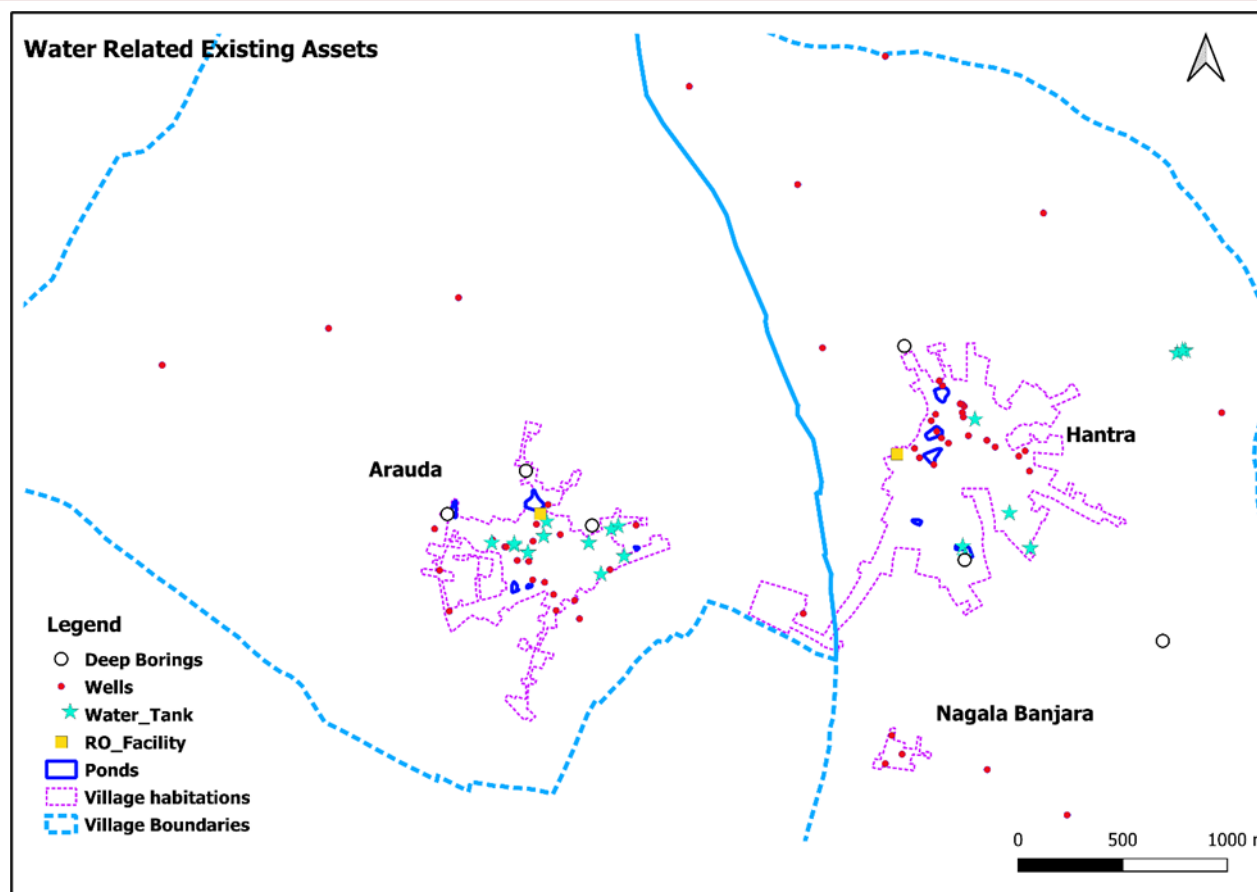 Water Related Existing Assets
Arauda
Hantra
Nagala Banjara
Legend
Deep Borings
Wells
Water_Tank
RO_Facility
Ponds
Village habitations
Village Boundaries
0 500 1000 m